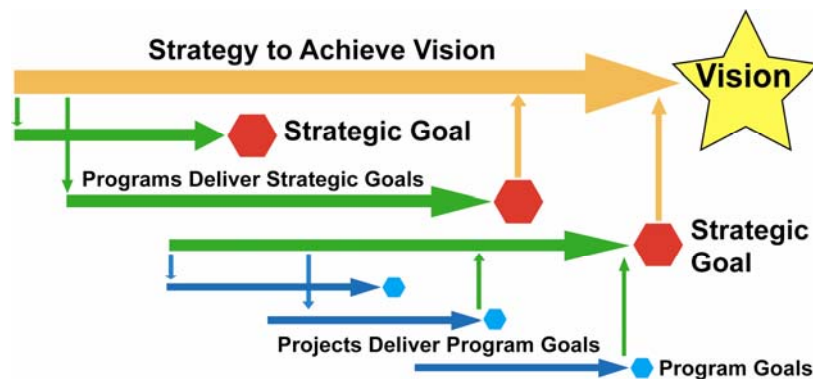 Strategy to Achieve Vision
Vision
Strategic Goal
Programs Deliver Strategic Goals
Strategic
Goal
Projects Deliver Program Goals
Program Goals